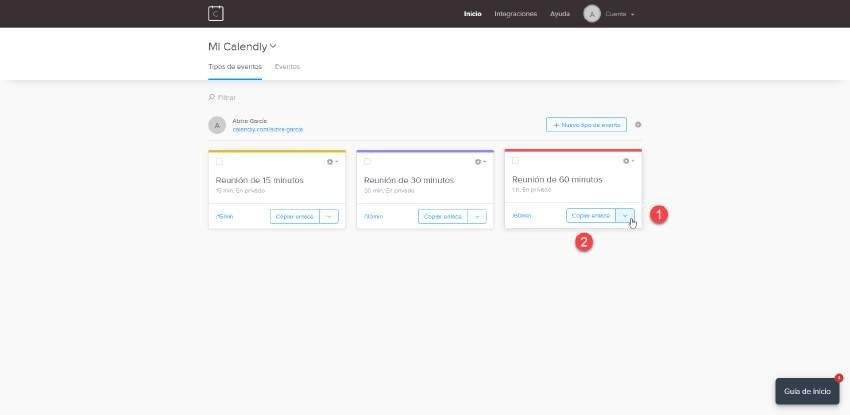 C
Inicio
Integraciones
Ayuda
A
Cuenta
Mi Calendly
Tipos de eventos
Eventos
Filtrar
A
Abtre García
calendly.com/abtre-garcia
+ Nuevo tipo de evento
Reunión de 15 minutos
15 min, En privado
/15min
Copiar enlace
Reunión de 30 minutos
30 min, En privado
/30min
Copiar enlace
Reunión de 60 minutos
1 h, En privado
/60min
Copiar enlace
1
2
Guía de inicio